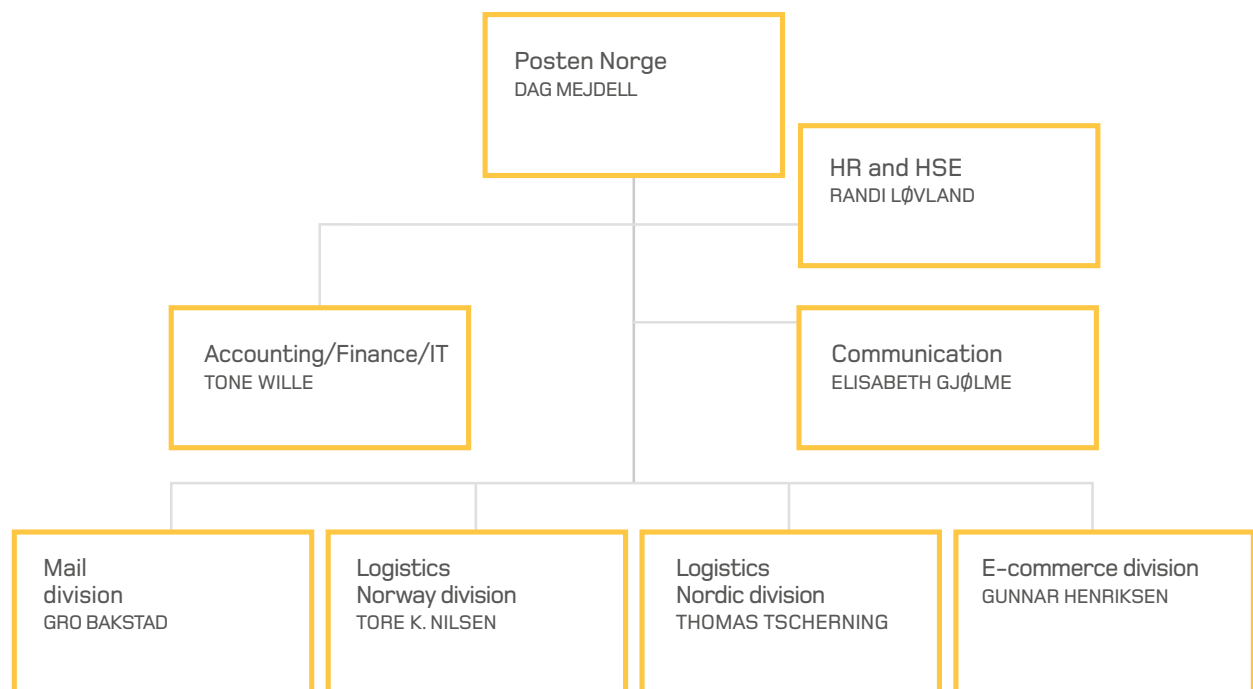 Posten Norge
DAG MEJDELL
HR and HSE
RANDI LØVLAND
Accounting/Finance/IT
TONE WILLE
Communication
ELISABETH GJØLME
Mail
division
GRO BAKSTAD
Logistics
Norway division
TORE K. NILSEN
Logistics
Nordic division
THOMAS TSCHERNING
E-commerce division
GUNNAR HENRIKSEN